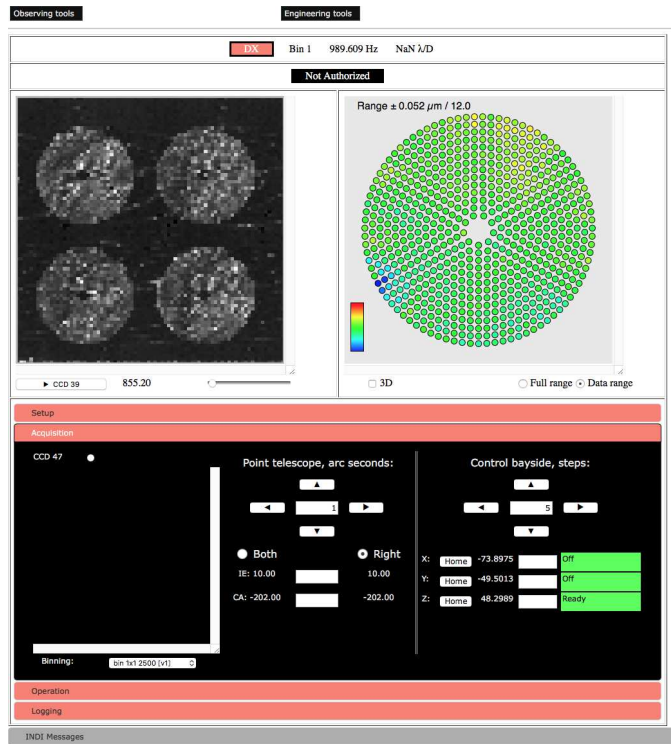 Observing tools Engineering tools
DX Bin 1 989.609 Hz NaN λ/D
Not Authorized
Range ± 0.052 µm / 12.0
▶ CCD 39 855.20 3D Full range Data range
Setup
Acquisition
CCD 47
Point telescope, arc seconds: Control bayside, steps:
▲ ▲
◀ 1 ▶ ◀ 5 ▶
▼ ▼
Both Right
X: Home -73.8975 Off
IE: 10.00 10.00
Y: Home -49.5013 Off
CA: -202.00 -202.00
Z: Home 48.2989 Ready
Binning: bin 1x1 2500 [v1]
Operation
Logging
INDI Messages